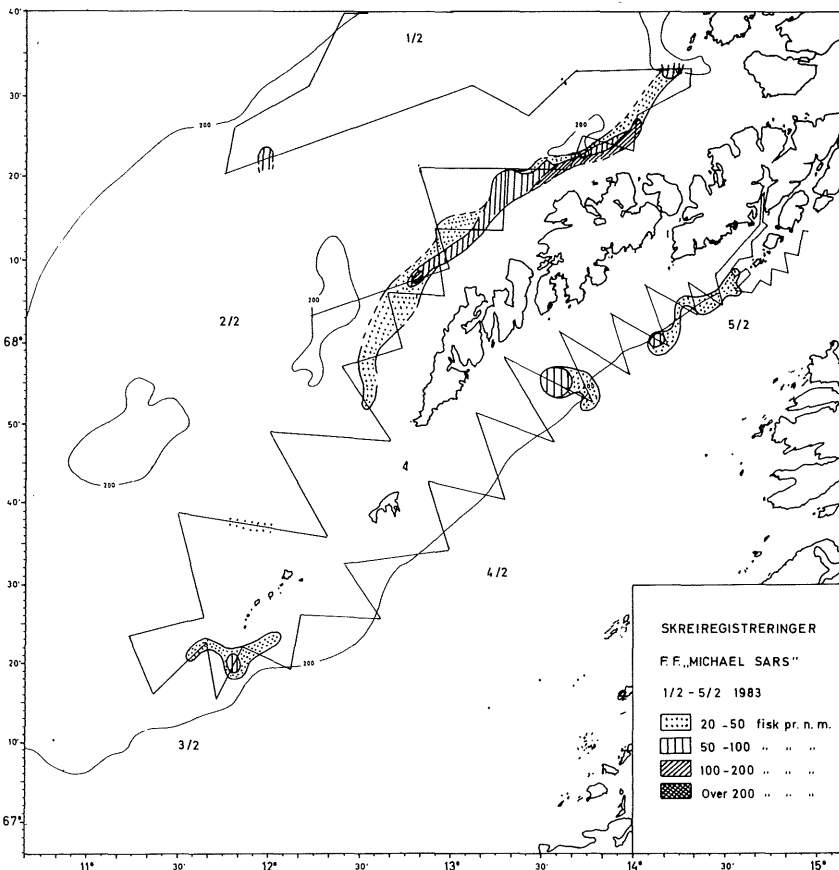 40'
1/2
30'
200
200
20'
10'
200
2/2
5/2
68°
50'
200
200
40'
4/2
30'
SKREIREGISTRERINGER
20'
200
F.F. „MICHAEL SARS"
1/2 - 5/2 1983
20 - 50 fisk pr. n. m.
10'
3/2
50 - 100 " " "
100 - 200 " " "
Over 200 " " "
67°
11° 30' 12° 30' 13° 30' 14° 30' 15°